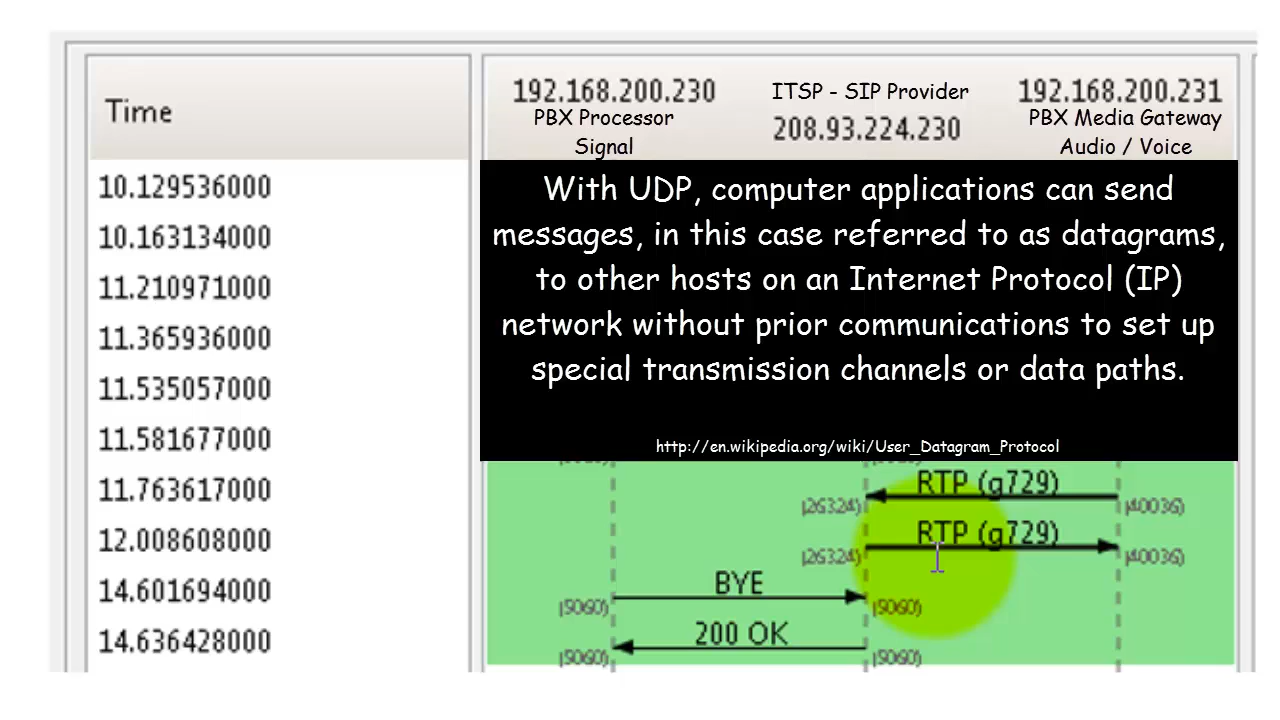 Time
192.168.200.230
PBX Processor
Signal
ITSP - SIP Provider
208.93.224.230
192.168.200.231
PBX Media Gateway
Audio / Voice
10.129536000
10.163134000
11.210971000
11.365936000
11.535057000
11.581677000
11.763617000
12.008608000
14.601694000
14.636428000
With UDP, computer applications can send
messages, in this case referred to as datagrams,
to other hosts on an Internet Protocol (IP)
network without prior communications to set up
special transmission channels or data paths.
http://en.wikipedia.org/wiki/User_Datagram_Protocol
RTP (g729)
(26324) (40036)
RTP (g729)
(26324) (40036)
BYE
(5060) (5060)
200 OK
(5060) (5060)